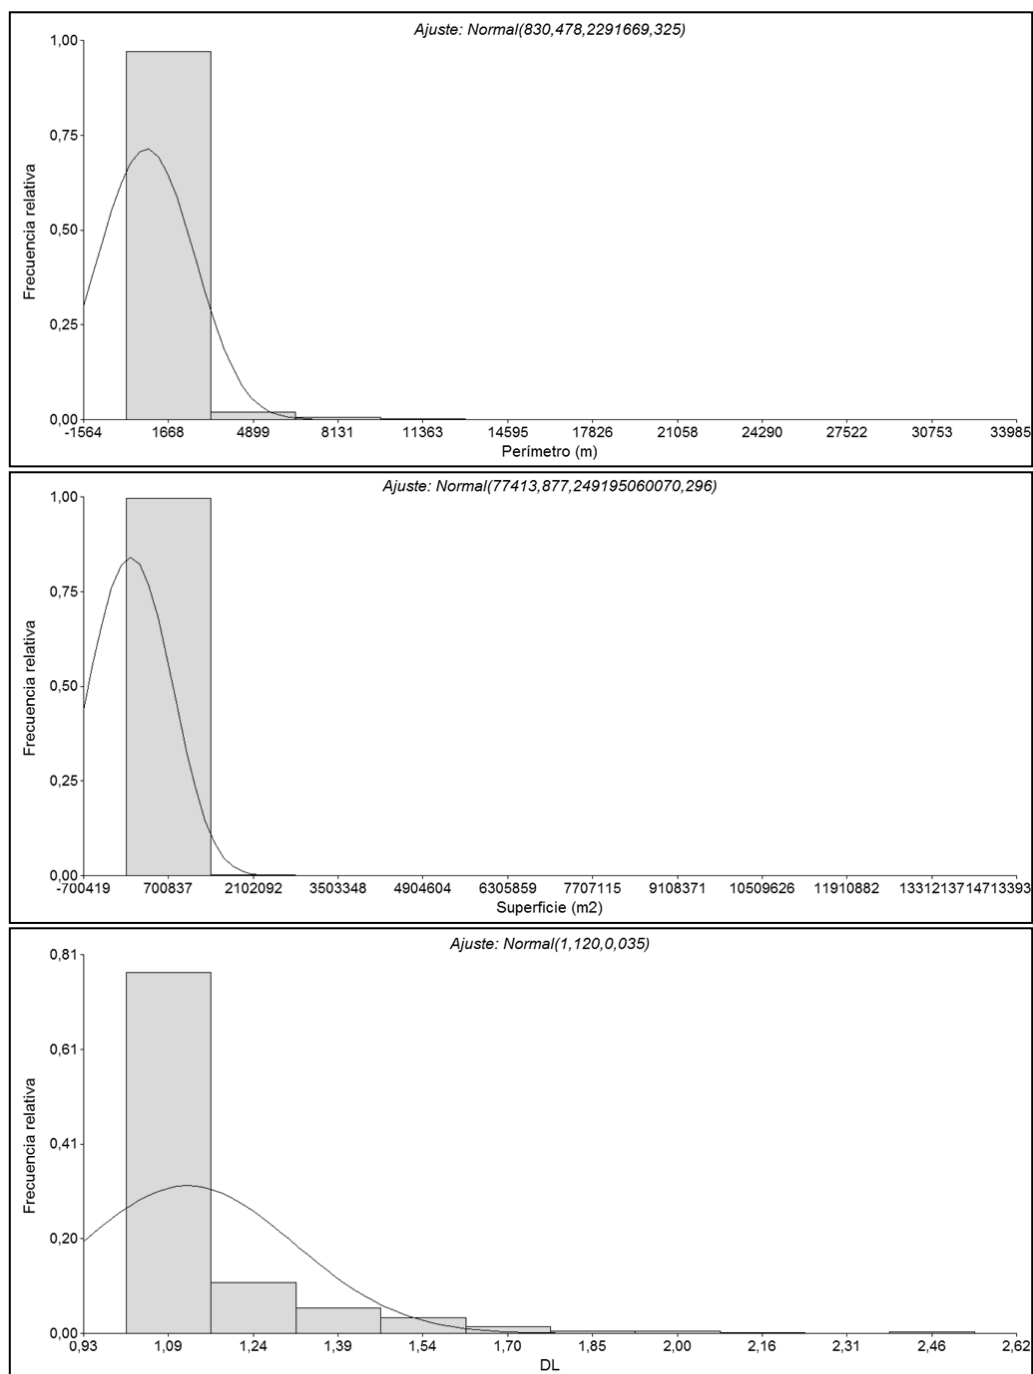 Ajuste: Normal(830,478,2291669,325)
1,00
0,75
0,50
0,25
0,00
Frecuencia relativa
-1564 1668 4899 8131 11363 14595 17826 21058 24290 27522 30753 33985
Perímetro (m)
Ajuste: Normal(77413,877,249195060070,296)
1,00
0,75
0,50
0,25
0,00
Frecuencia relativa
-700419 700837 2102092 3503348 4904604 6305859 7707115 9108371 10509626 11910882 13312137 14713393
Superficie (m2)
Ajuste: Normal(1,120,0,035)
0,81
0,61
0,41
0,20
0,00
Frecuencia relativa
0,93 1,09 1,24 1,39 1,54 1,70 1,85 2,00 2,16 2,31 2,46 2,62
DL